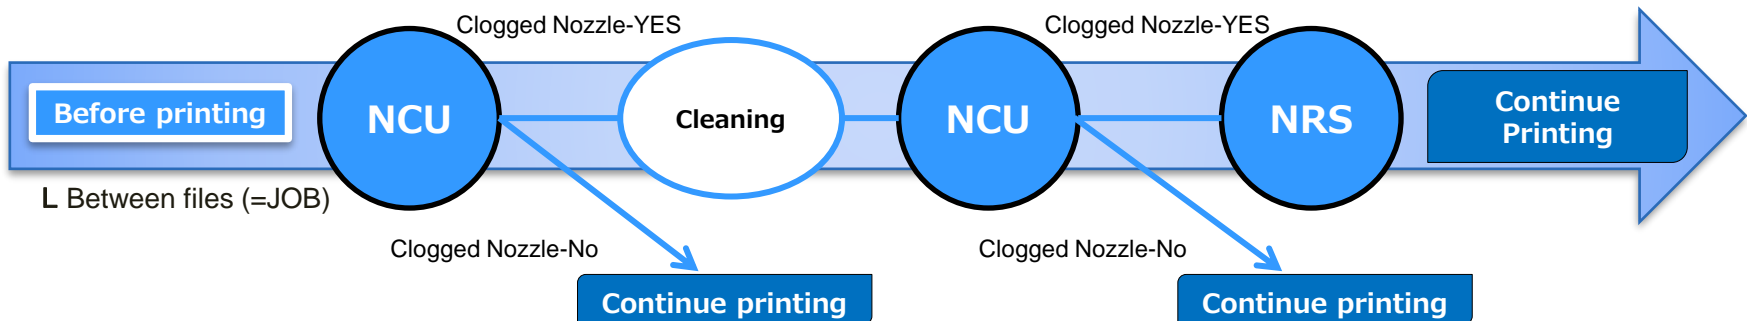 Clogged Nozzle-YES
Clogged Nozzle-YES
Before printing
NCU
Cleaning
NCU
NRS
Continue
Printing
L Between files (=JOB)
Clogged Nozzle-No
Clogged Nozzle-No
Continue printing
Continue printing